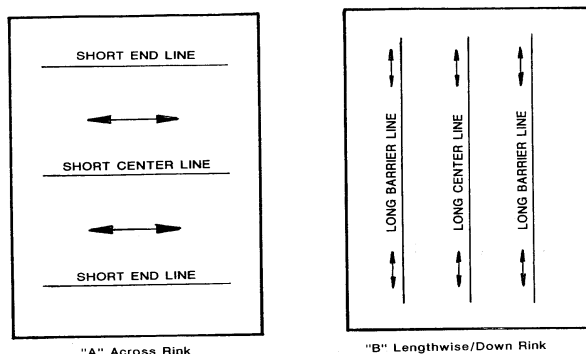 SHORT END LINE
SHORT CENTER LINE
SHORT END LINE
"A" Across Rink
LONG BARRIER LINE
LONG CENTER LINE
LONG BARRIER LINE
"B" Lengthwise/Down Rink